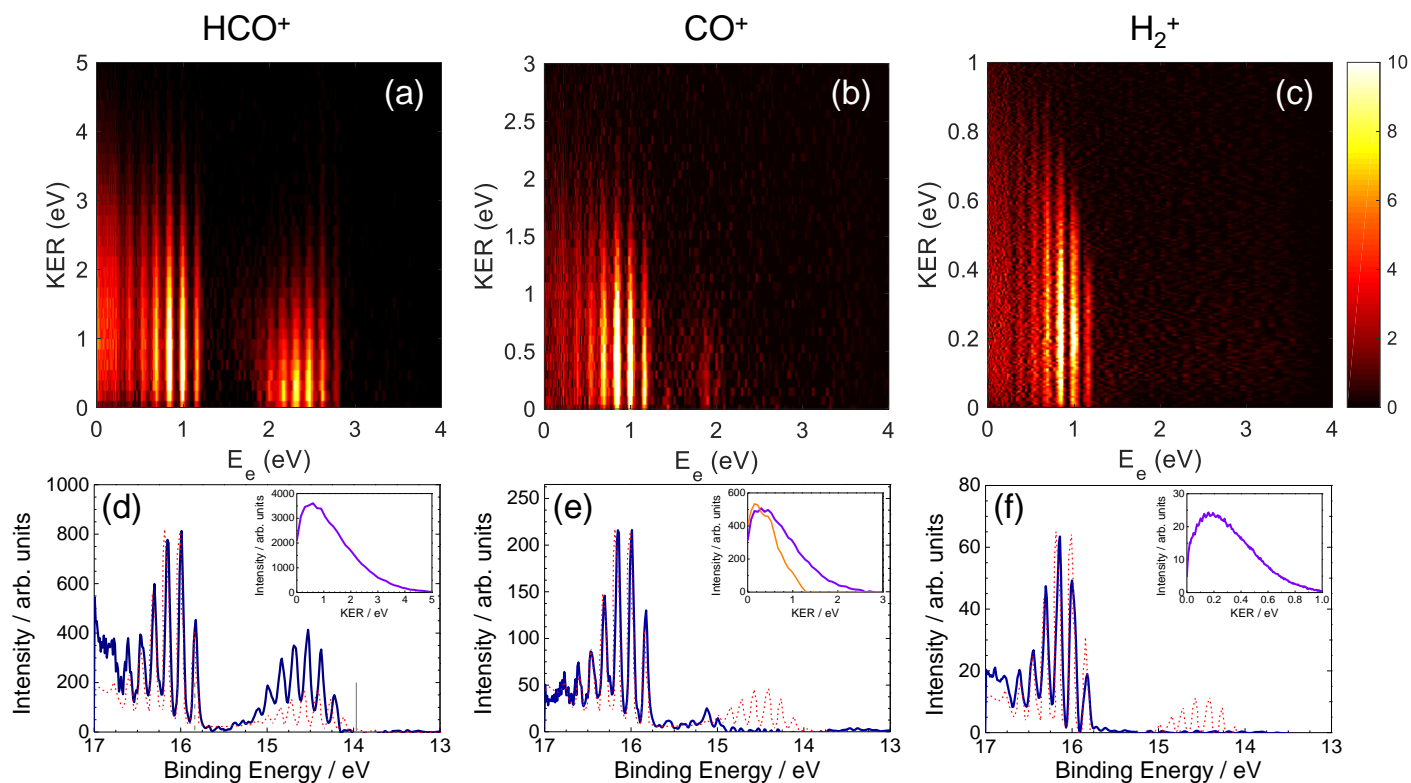 HCO⁺ CO⁺ H₂⁺
(a) (b) (c)
5 4 3 2 1 0
KER (eV)
0 1 2 3 4
E_e (eV)
3 2.5 2 1.5 1 0.5 0
KER (eV)
0 1 2 3 4
E_e (eV)
1 0.8 0.6 0.4 0.2 0
KER (eV)
0 1 2 3 4
E_e (eV)
10 8 6 4 2 0
(d)
1000 800 600 400 200 0
Intensity / arb. units
17 16 15 14 13
Binding Energy / eV
4000 3000 2000 1000 0
Intensity / arb. units
0 1 2 3 4 5
KER / eV
(e)
250 200 150 100 50 0
Intensity / arb. units
17 16 15 14 13
Binding Energy / eV
600 400 200 0
Intensity / arb. units
0 1 2 3
KER / eV
(f)
80 60 40 20 0
Intensity / arb. units
17 16 15 14 13
Binding Energy / eV
30 20 10 0
Intensity / arb. units
0.0 0.2 0.4 0.6 0.8 1.0
KER / eV